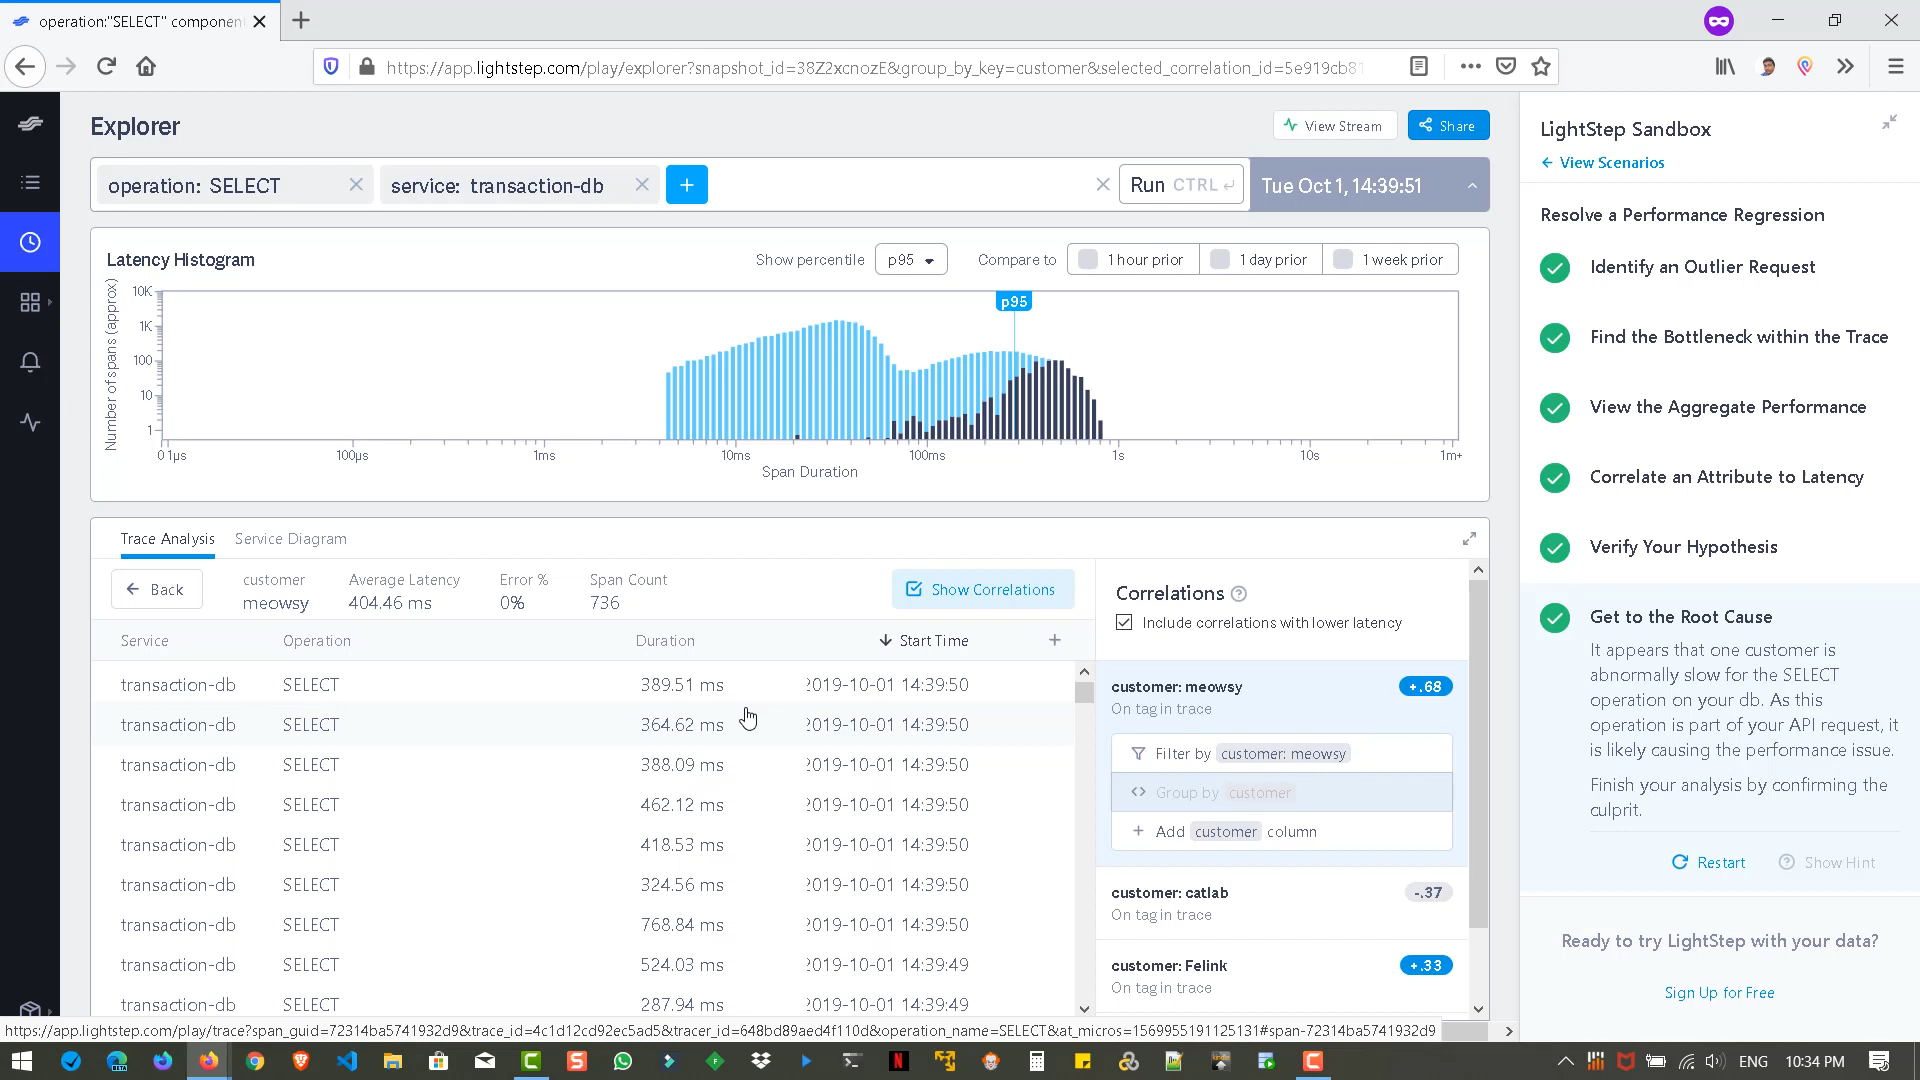 operation:"SELECT" componen
https://app.lightstep.com/play/explorer?snapshot_id=38Z2xcnozE&group_by_key=customer&selected_correlation_id=5e919cb81
Explorer
View Stream
Share
operation: SELECT
service: transaction-db
+
Run CTRL ↵
Tue Oct 1, 14:39:51
Latency Histogram
Show percentile
p95
Compare to
1 hour prior
1 day prior
1 week prior
Number of spans (approx)
10K
1K
100
10
1
p95
0 1µs
100µs
1ms
10ms
100ms
1s
10s
1m+
Span Duration
Trace Analysis
Service Diagram
Back
customer
meowsy
Average Latency
404.46 ms
Error %
0%
Span Count
736
Show Correlations
Service Operation Duration Start Time +
transaction-db SELECT 389.51 ms 2019-10-01 14:39:50
transaction-db SELECT 364.62 ms 2019-10-01 14:39:50
transaction-db SELECT 388.09 ms 2019-10-01 14:39:50
transaction-db SELECT 462.12 ms 2019-10-01 14:39:50
transaction-db SELECT 418.53 ms 2019-10-01 14:39:50
transaction-db SELECT 324.56 ms 2019-10-01 14:39:50
transaction-db SELECT 768.84 ms 2019-10-01 14:39:50
transaction-db SELECT 524.03 ms 2019-10-01 14:39:49
transaction-db SELECT 287.94 ms 2019-10-01 14:39:49
Correlations
Include correlations with lower latency
customer: meowsy +.68
On tag in trace
Filter by customer: meowsy
Group by customer
+ Add customer column
customer: catlab -.37
On tag in trace
customer: Felink +.33
On tag in trace
LightStep Sandbox
← View Scenarios
Resolve a Performance Regression
Identify an Outlier Request
Find the Bottleneck within the Trace
View the Aggregate Performance
Correlate an Attribute to Latency
Verify Your Hypothesis
Get to the Root Cause
It appears that one customer is
abnormally slow for the SELECT
operation on your db. As this
operation is part of your API request, it
is likely causing the performance issue.
Finish your analysis by confirming the
culprit.
Restart
Show Hint
Ready to try LightStep with your data?
Sign Up for Free
https://app.lightstep.com/play/trace?span_guid=72314ba5741932d9&trace_id=4c1d12cd92ec5ad5&tracer_id=648bd89aed4f110d&operation_name=SELECT&at_micros=1569955191125131#span-72314ba5741932d9
ENG
10:34 PM